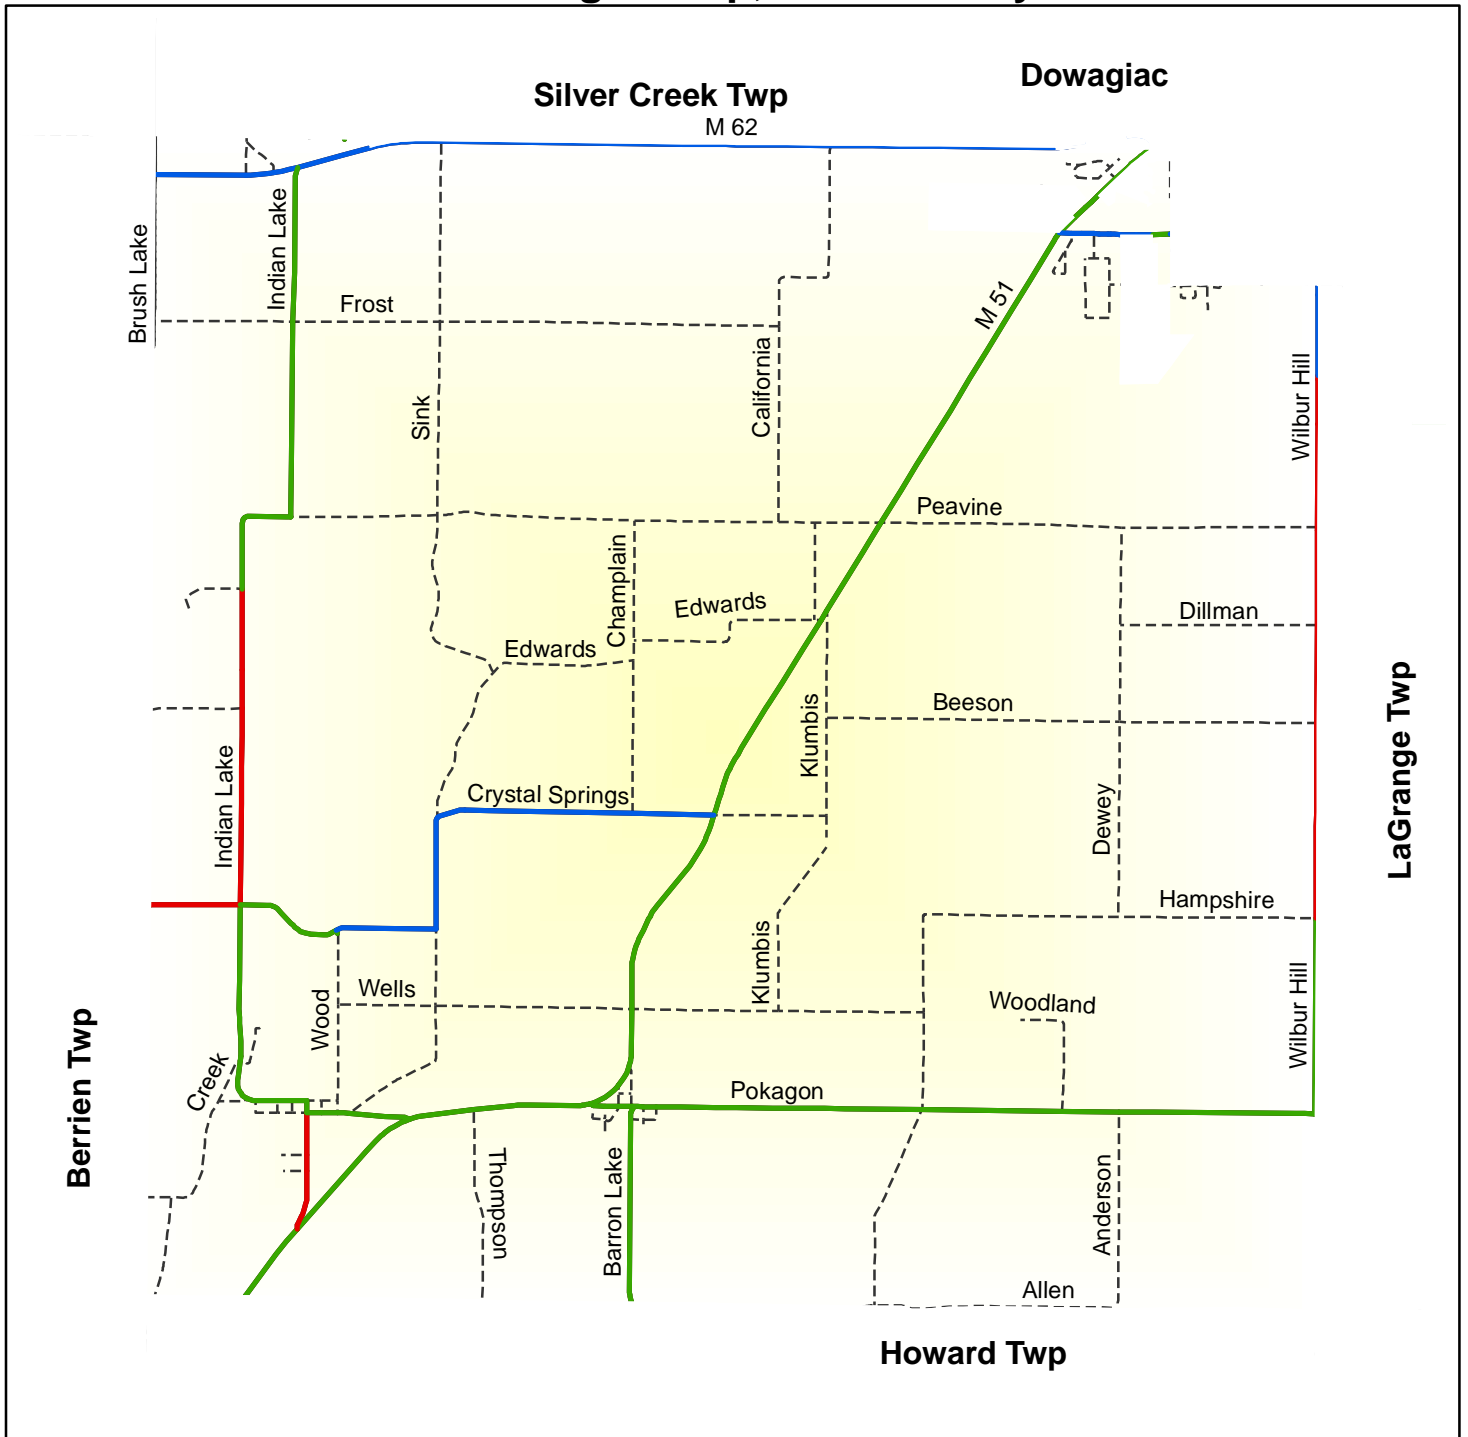 Dowagiac
Silver Creek Twp
M 62
Indian Lake
Brush Lake
Frost
M 51
California
Wilbur Hill
Sink
Peavine
Champlain
Edwards
Dillman
Edwards
Klumbis
Beeson
LaGrange Twp
Indian Lake
Crystal Springs
Dewey
Hampshire
Klumbis
Wells
Wood
Woodland
Wilbur Hill
Creek
Pokagon
Berrien Twp
Thompson
Barron Lake
Anderson
Allen
Howard Twp